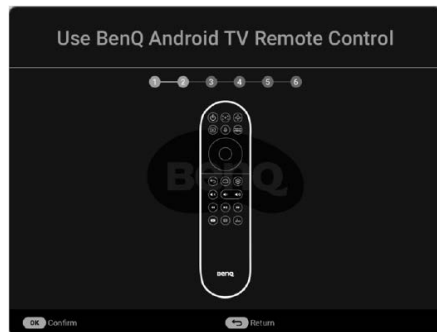 Use BenQ Android TV Remote Control
1 2 3 4 5 6
BenQ
BenQ
OK Confirm Return